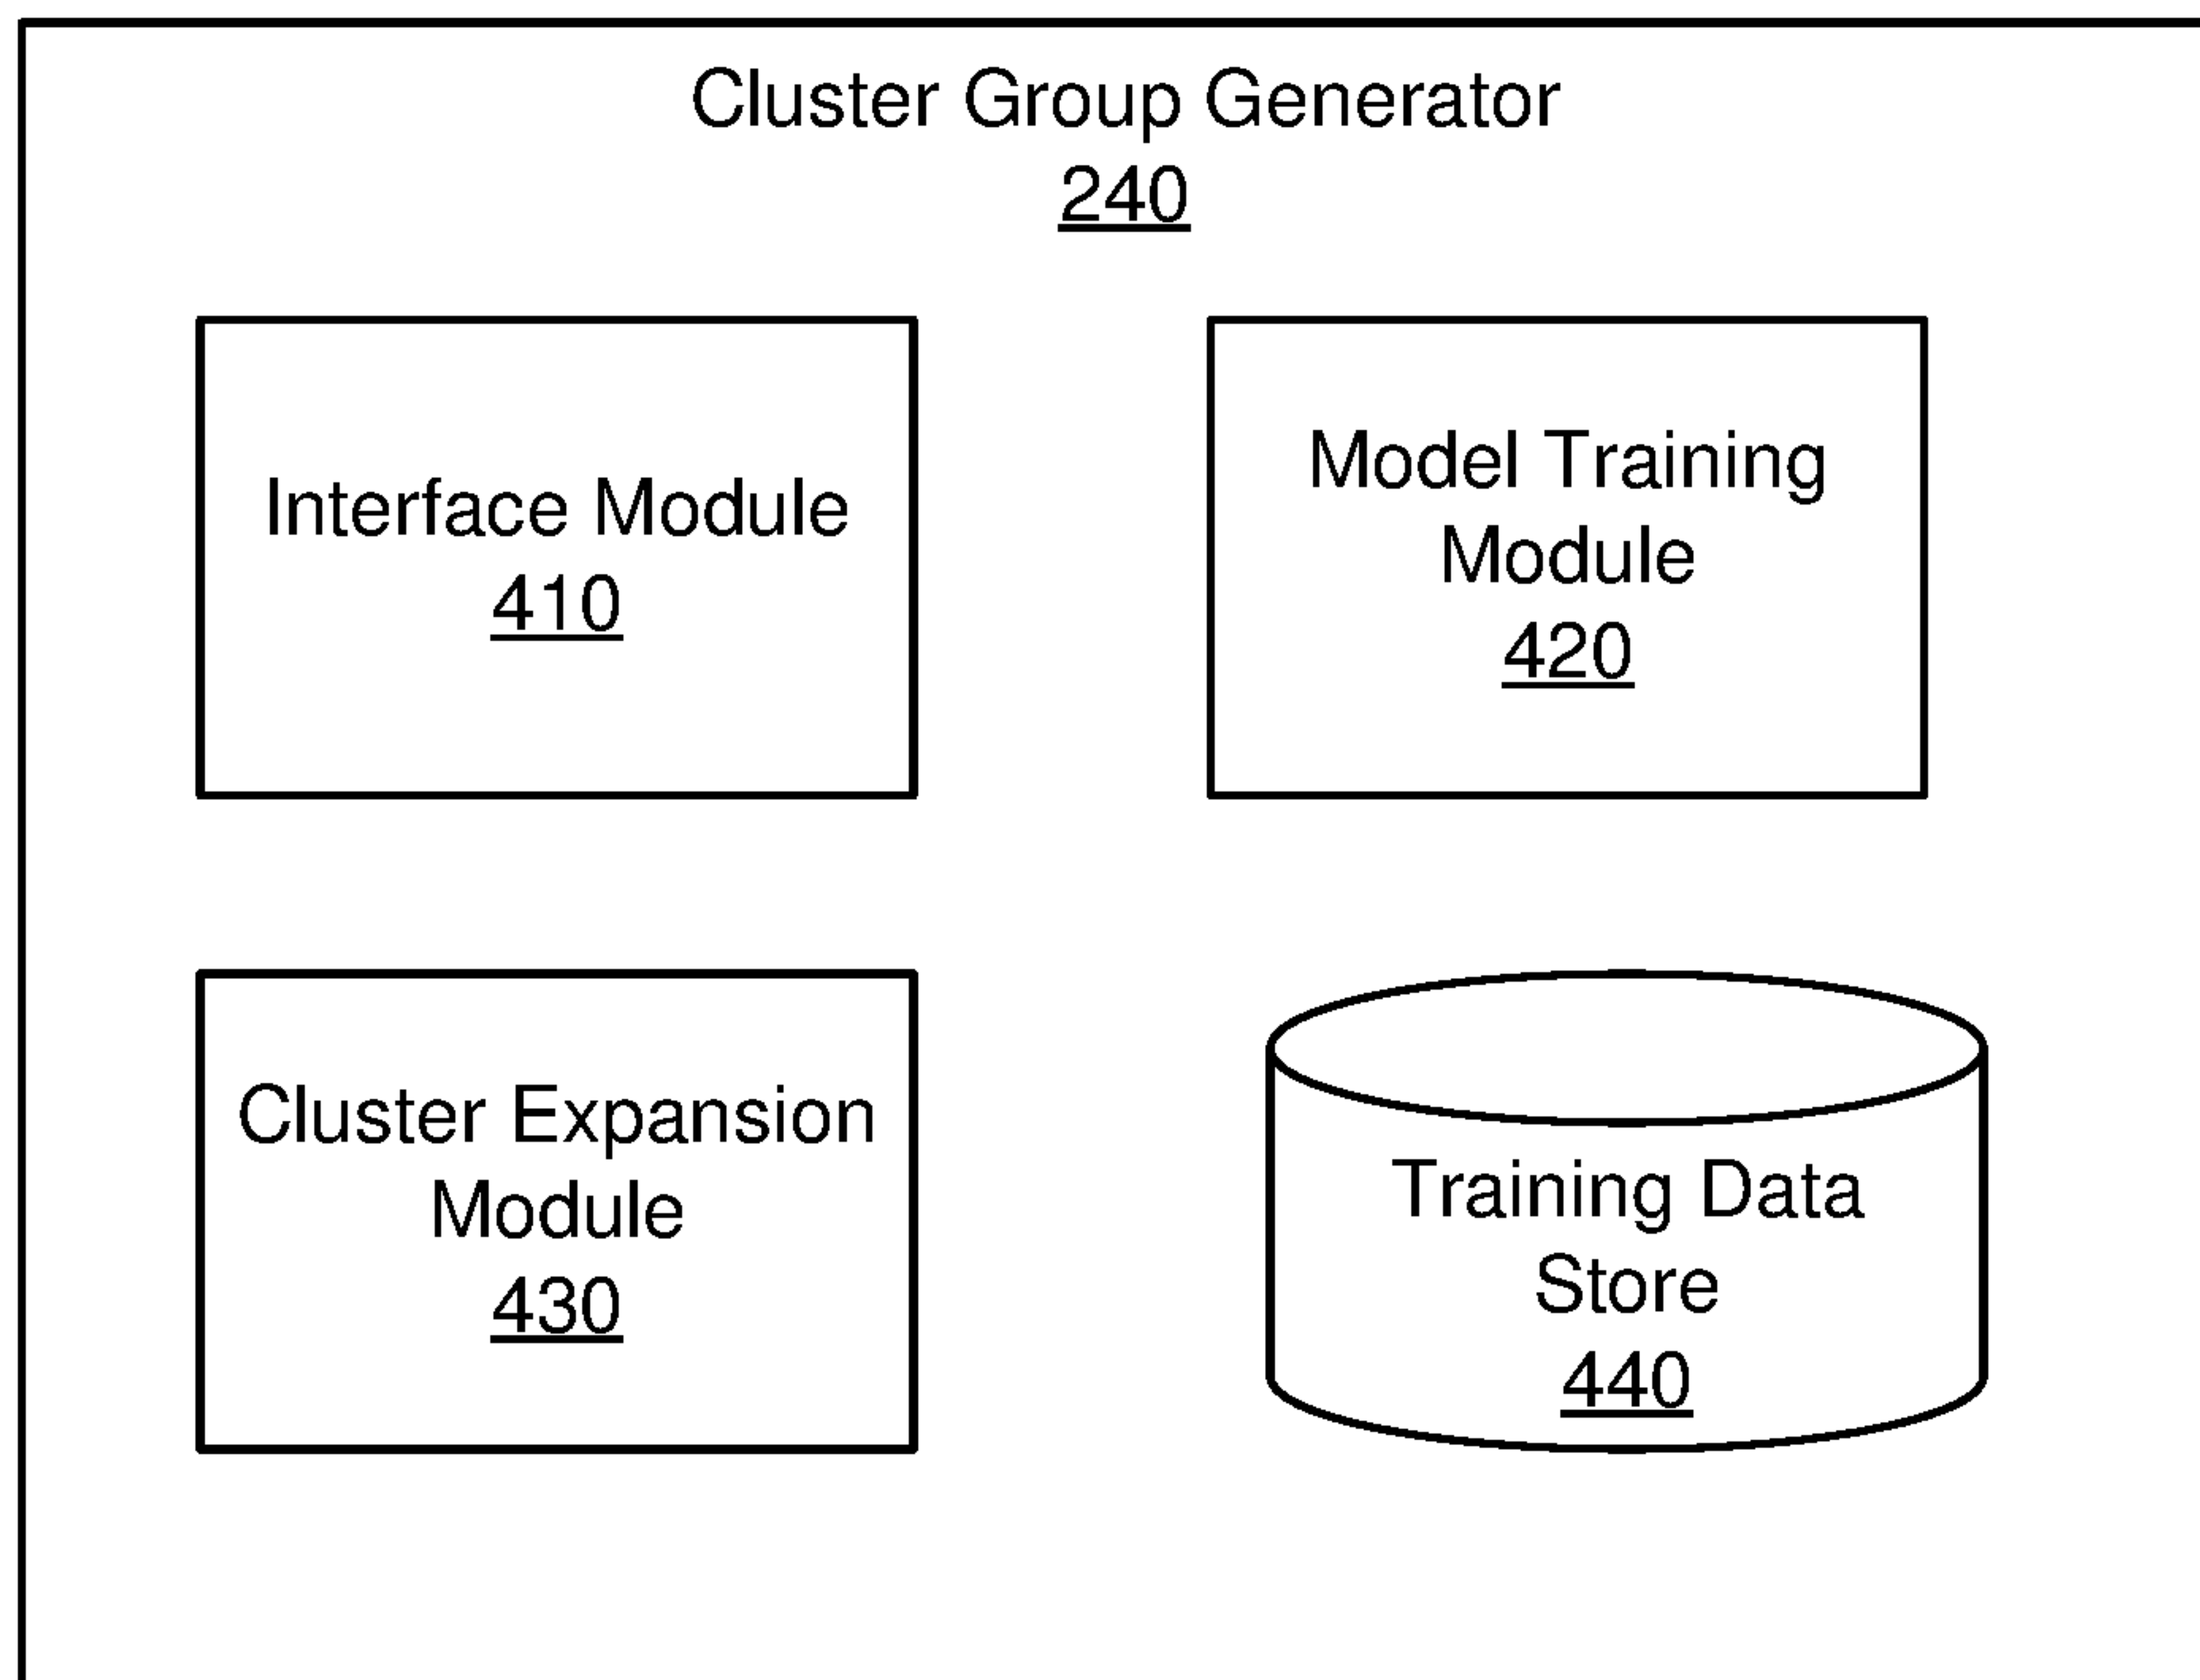 Cluster Group Generator
240
Interface Module
410
Model Training
Module
420
Cluster Expansion
Module
430
Training Data
Store
440